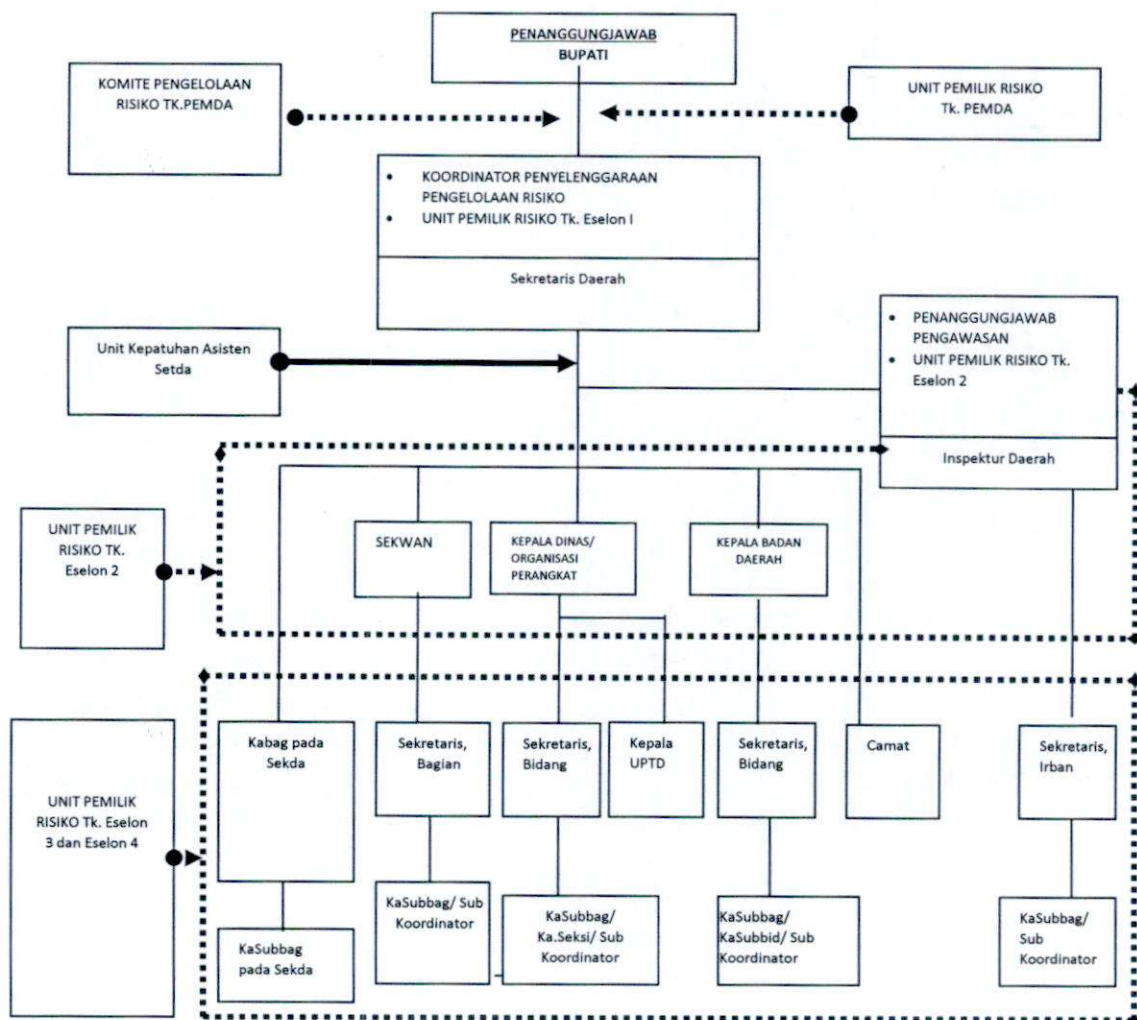 PENANGGUNGJAWAB
BUPATI
KOMITE PENGELOLAAN
RISIKO TK.PEMDA
UNIT PEMILIK RISIKO
Tk. PEMDA
• KOORDINATOR PENYELENGGARAAN
PENGELOLAAN RISIKO
• UNIT PEMILIK RISIKO Tk. Eselon I
Sekretaris Daerah
Unit Kepatuhan Asisten
Setda
• PENANGGUNGJAWAB
PENGAWASAN
• UNIT PEMILIK RISIKO Tk.
Eselon 2
Inspektur Daerah
UNIT PEMILIK
RISIKO TK.
Eselon 2
SEKWAN
KEPALA DINAS/
ORGANISASI
PERANGKAT
KEPALA BADAN
DAERAH
UNIT PEMILIK
RISIKO Tk. Eselon
3 dan Eselon 4
Kabag pada
Sekda
Sekretaris,
Bagian
Sekretaris,
Bidang
Kepala
UPTD
Sekretaris,
Bidang
Camat
Sekretaris,
Irban
KaSubbag
pada Sekda
KaSubbag/ Sub
Koordinator
KaSubbag/
Ka.Seksi/ Sub
Koordinator
KaSubbag/
KaSubbid/ Sub
Koordinator
KaSubbag/
Sub
Koordinator